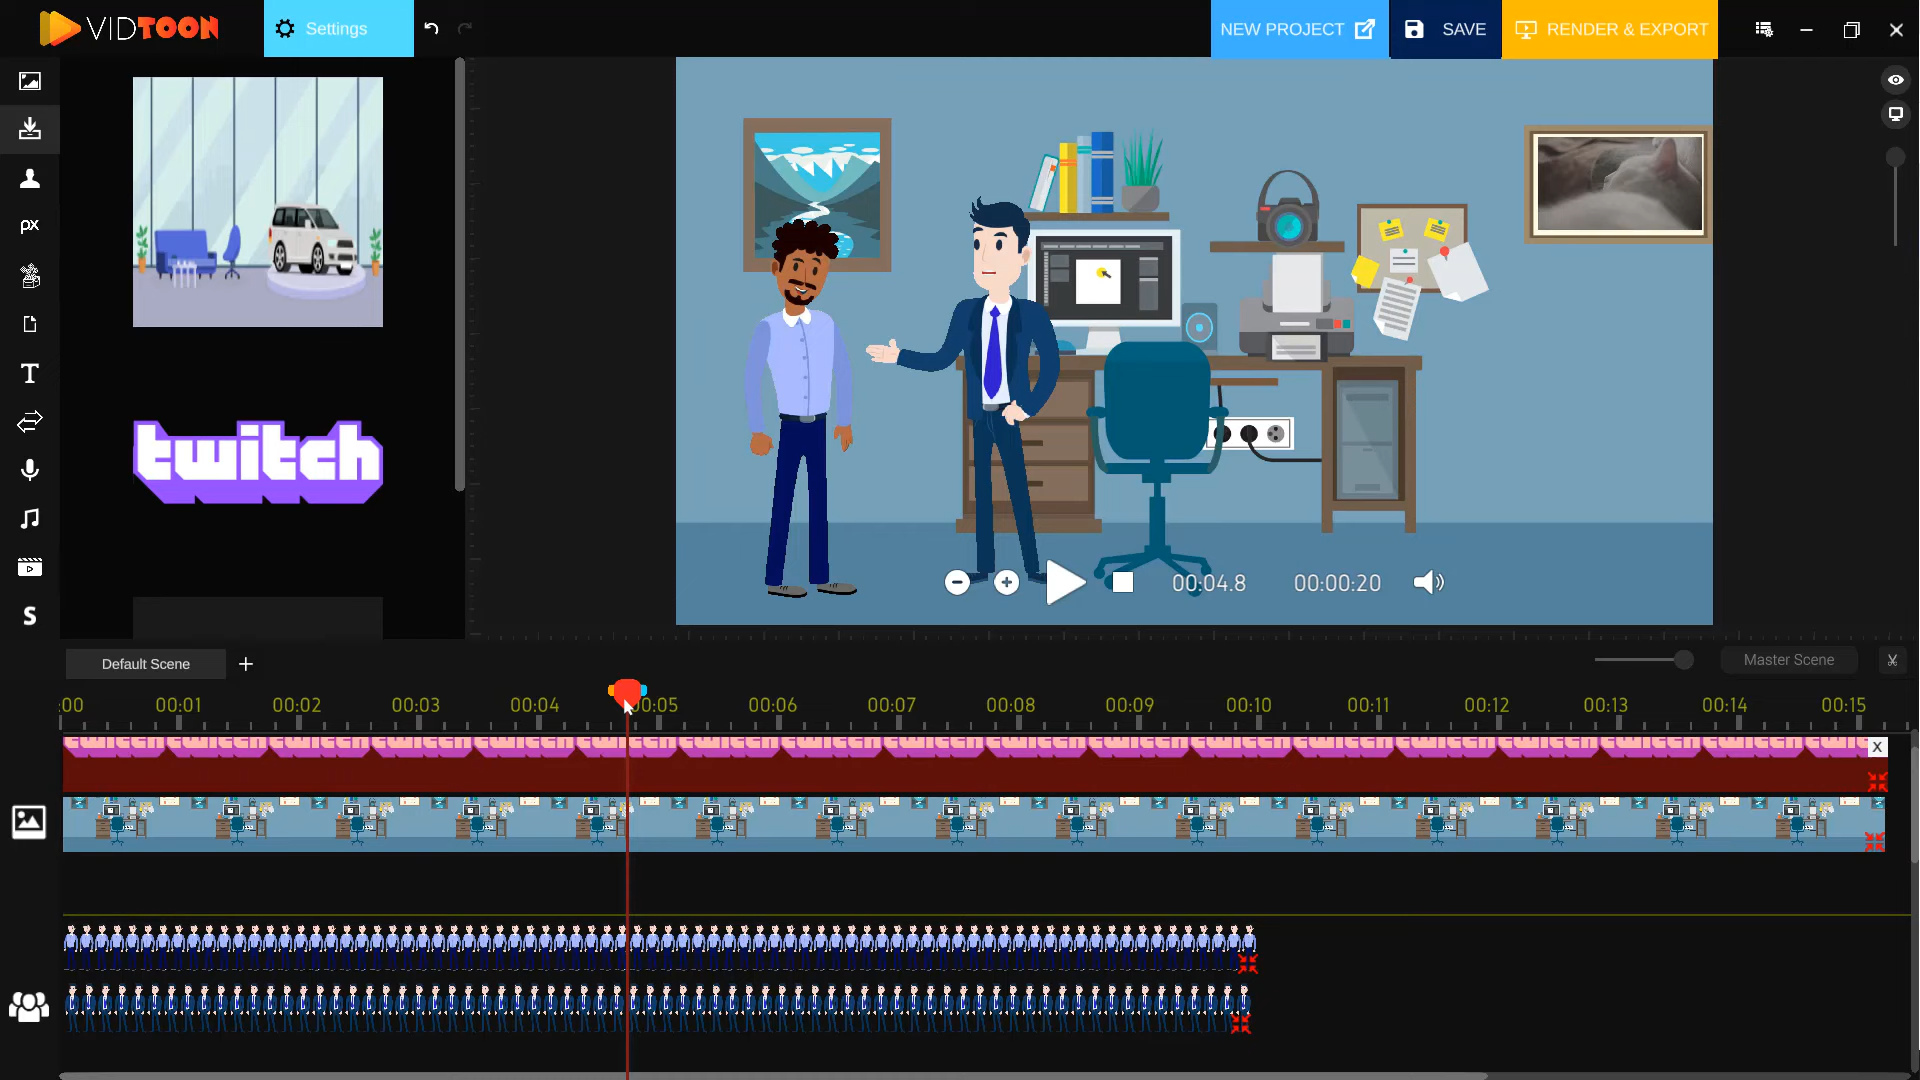 VIDTOON
Settings
NEW PROJECT
SAVE
RENDER & EXPORT
px
twitch
T
S
00:04.8
00:00:20
Default Scene
+
Master Scene
:00
00:01
00:02
00:03
00:04
00:05
00:06
00:07
00:08
00:09
00:10
00:11
00:12
00:13
00:14
00:15
X